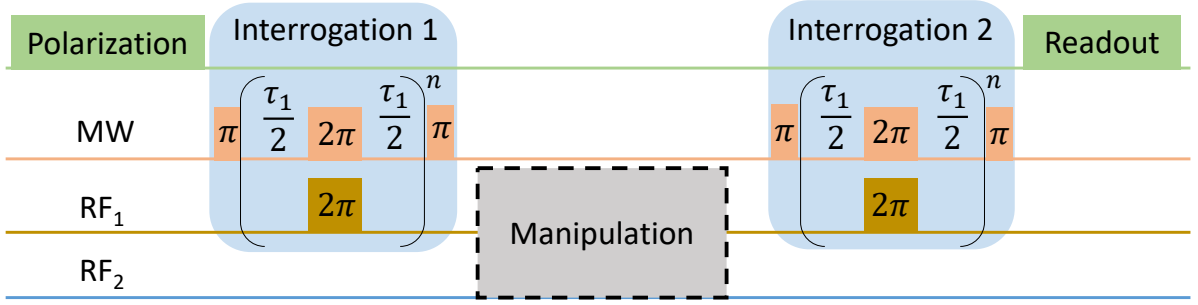 Polarization
Interrogation 1
Interrogation 2
Readout
MW
π ( τ₁/2 2π τ₁/2 )ⁿ π
π ( τ₁/2 2π τ₁/2 )ⁿ π
RF₁
2π
2π
Manipulation
RF₂